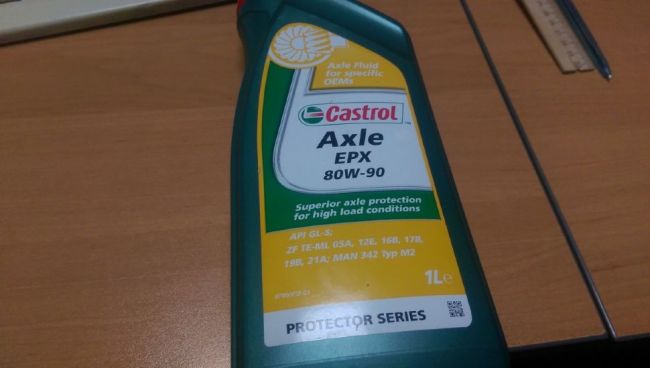 Axle Fluid
for specific
OEMs
Castrol
Axle
EPX
80W-90
Superior axle protection
for high load conditions
API GL-5;
ZF TE-ML 05A, 12E, 16B, 17B,
19B, 21A; MAN 342 Typ M2
1L e
PROTECTOR SERIES